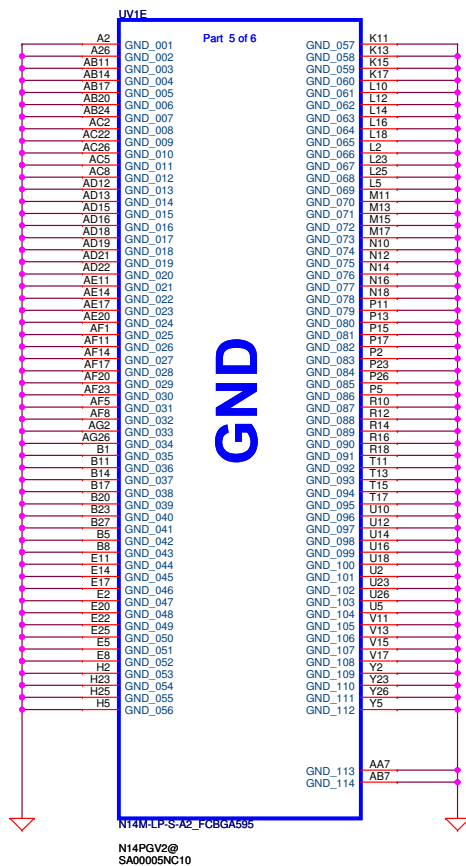 UV1E
Part 5 of 6
A2 GND_001 GND_057 K11
A26 GND_002 GND_058 K13
AB11 GND_003 GND_059 K15
AB14 GND_004 GND_060 K17
AB17 GND_005 GND_061 L10
AB20 GND_006 GND_062 L12
AB24 GND_007 GND_063 L14
AC2 GND_008 GND_064 L16
AC22 GND_009 GND_065 L18
AC26 GND_010 GND_066 L2
AC5 GND_011 GND_067 L23
AC8 GND_012 GND_068 L25
AD12 GND_013 GND_069 L5
AD13 GND_014 GND_070 M11
AD15 GND_015 GND_071 M13
AD16 GND_016 GND_072 M15
AD18 GND_017 GND_073 M17
AD19 GND_018 GND_074 N10
AD21 GND_019 GND_075 N12
AD22 GND_020 GND_076 N14
AE11 GND_021 GND_077 N16
AE14 GND_022 GND_078 N18
AE17 GND_023 GND_079 P11
AE20 GND_024 GND_080 P13
AF1 GND_025 GND_081 P15
AF11 GND_026 GND_082 P17
AF14 GND_027 GND_083 P2
AF17 GND_028 GND_084 P23
AF20 GND_029 GND_085 P26
AF23 GND_030 GND_086 P5
AF5 GND_031 GND_087 R10
AF8 GND_032 GND_088 R12
AG2 GND_033 GND_089 R14
AG26 GND_034 GND_090 R16
B1 GND_035 GND_091 R18
B11 GND_036 GND_092 T11
B14 GND_037 GND_093 T13
B17 GND_038 GND_094 T15
B20 GND_039 GND_095 T17
B23 GND_040 GND_096 U10
B27 GND_041 GND_097 U12
B5 GND_042 GND_098 U14
B8 GND_043 GND_099 U16
E11 GND_044 GND_100 U18
E14 GND_045 GND_101 U2
E17 GND_046 GND_102 U23
E2 GND_047 GND_103 U26
E20 GND_048 GND_104 U5
E22 GND_049 GND_105 V11
E25 GND_050 GND_106 V13
E5 GND_051 GND_107 V15
E8 GND_052 GND_108 V17
H2 GND_053 GND_109 Y2
H23 GND_054 GND_110 Y23
H25 GND_055 GND_111 Y26
H5 GND_056 GND_112 Y5
GND
GND_113 AA7
GND_114 AB7
N14M-LP-S-A2_FCBGA595
N14PGV2@
SA00005NC10